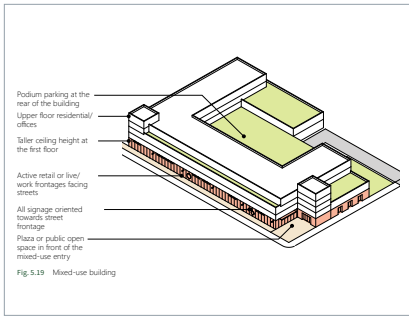 Podium parking at the
rear of the building
Upper floor residential/
offices
Taller ceiling height at
the first floor
Active retail or live/
work frontages facing
streets
All signage oriented
towards street
frontage
Plaza or public open
space in front of the
mixed-use entry
Fig. 5.19 Mixed-use building